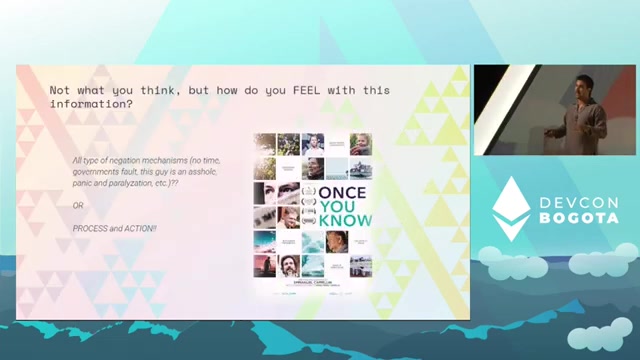 Not what you think, but how do you FEEL with this
information?
All type of negation mechanisms (no time,
governments fault, this guy is an asshole,
panic and paralyzation, etc.)??
OR
PROCESS and ACTION!!
ONCE
YOU
KNOW
DEVCON
BOGOTA